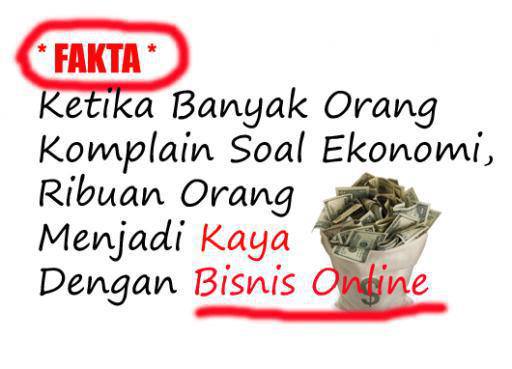 * FAKTA *
Ketika Banyak Orang
Komplain Soal Ekonomi,
Ribuan Orang
Menjadi Kaya
Dengan Bisnis Online
$